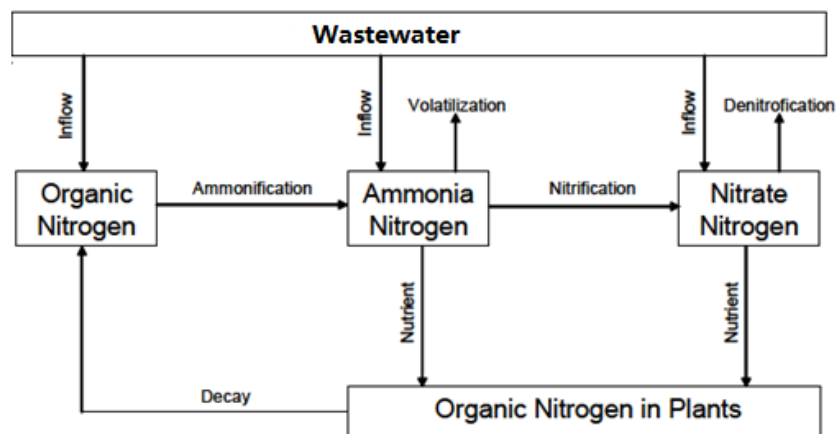 Wastewater
Inflow
Inflow
Volatilization
Inflow
Denitrofication
Organic
Nitrogen
Ammonification
Ammonia
Nitrogen
Nitrification
Nitrate
Nitrogen
Nutrient
Nutrient
Decay
Organic Nitrogen in Plants